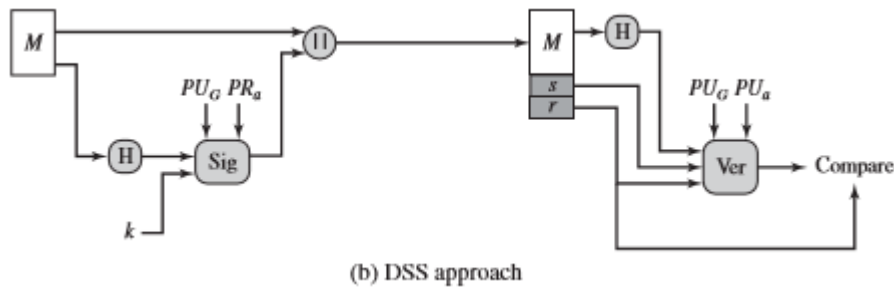 M
||
M
H
s
r
PU_G PR_a
PU_G PU_a
H
Sig
Ver
Compare
k
(b) DSS approach